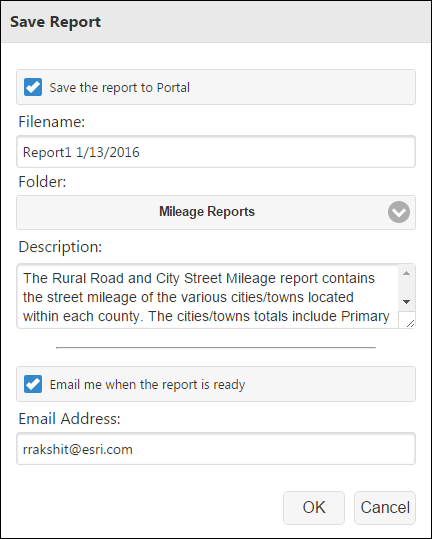 Save Report
Save the report to Portal
Filename:
Report1 1/13/2016
Folder:
Mileage Reports
Description:
The Rural Road and City Street Mileage report contains
the street mileage of the various cities/towns located
within each county. The cities/towns totals include Primary
Email me when the report is ready
Email Address:
rrakshit@esri.com
OK
Cancel